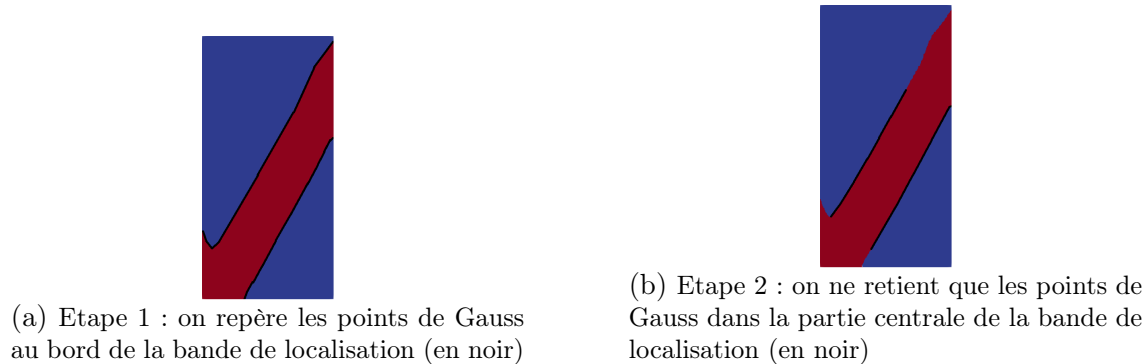 (a) Etape 1 : on repère les points de Gauss
au bord de la bande de localisation (en noir)
(b) Etape 2 : on ne retient que les points de
Gauss dans la partie centrale de la bande de
localisation (en noir)